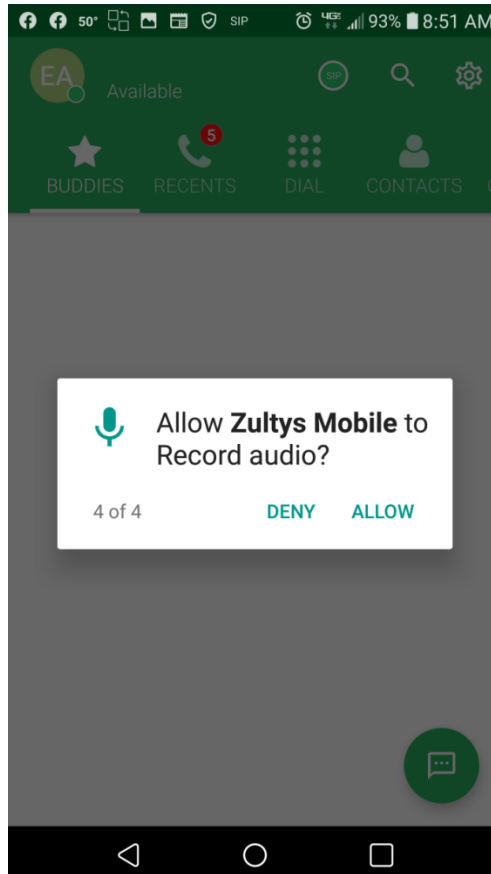 50° SIP 4GE 93% 8:51 AM
EA Available SIP
5
BUDDIES RECENTS DIAL CONTACTS
Allow Zultys Mobile to
Record audio?
4 of 4 DENY ALLOW